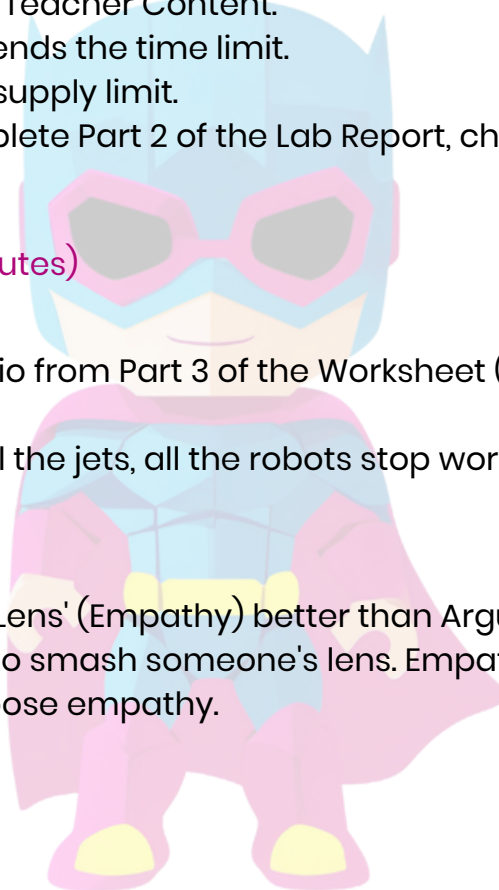 Teacher Content.
ends the time limit.
supply limit.
plete Part 2 of the Lab Report, ch
utes)
io from Part 3 of the Worksheet (
l the jets, all the robots stop wor
Lens' (Empathy) better than Argu
o smash someone's lens. Empat
ose empathy.